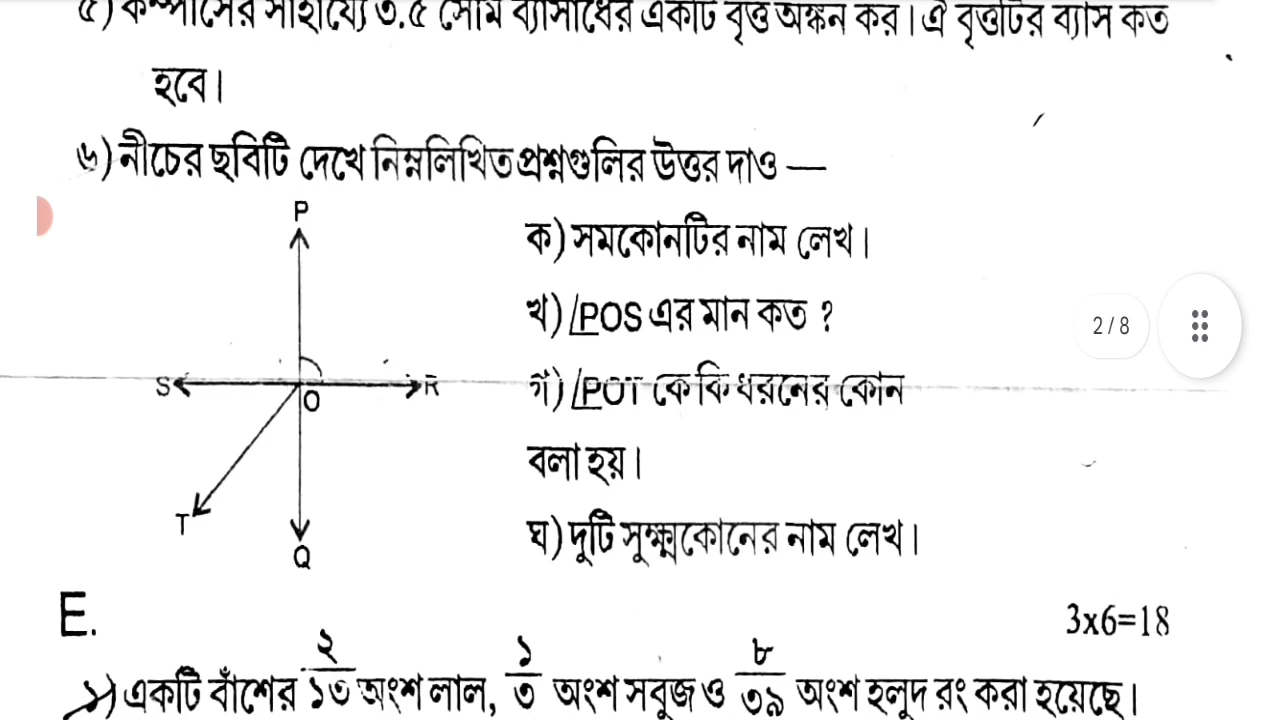 ৫) কম্পাসের সাহায্যে ৩.৫ সেমি ব্যাসার্ধের একটি বৃত্ত অঙ্কন কর। ঐ বৃত্তটির ব্যাস কত
হবে।
৬) নীচের ছবিটি দেখে নিম্নলিখিত প্রশ্নগুলির উত্তর দাও —
P
S
O
R
T
Q
ক) সমকোনটির নাম লেখ।
খ) ∠POS এর মান কত ?
গ) ∠POT কে কি ধরনের কোন
বলা হয়।
ঘ) দুটি সূক্ষ্মকোনের নাম লেখ।
2 / 8
E.
3x6=18
১) একটি বাঁশের ২/১৩ অংশ লাল, ১/৩ অংশ সবুজ ও ৮/৩৯ অংশ হলুদ রং করা হয়েছে।